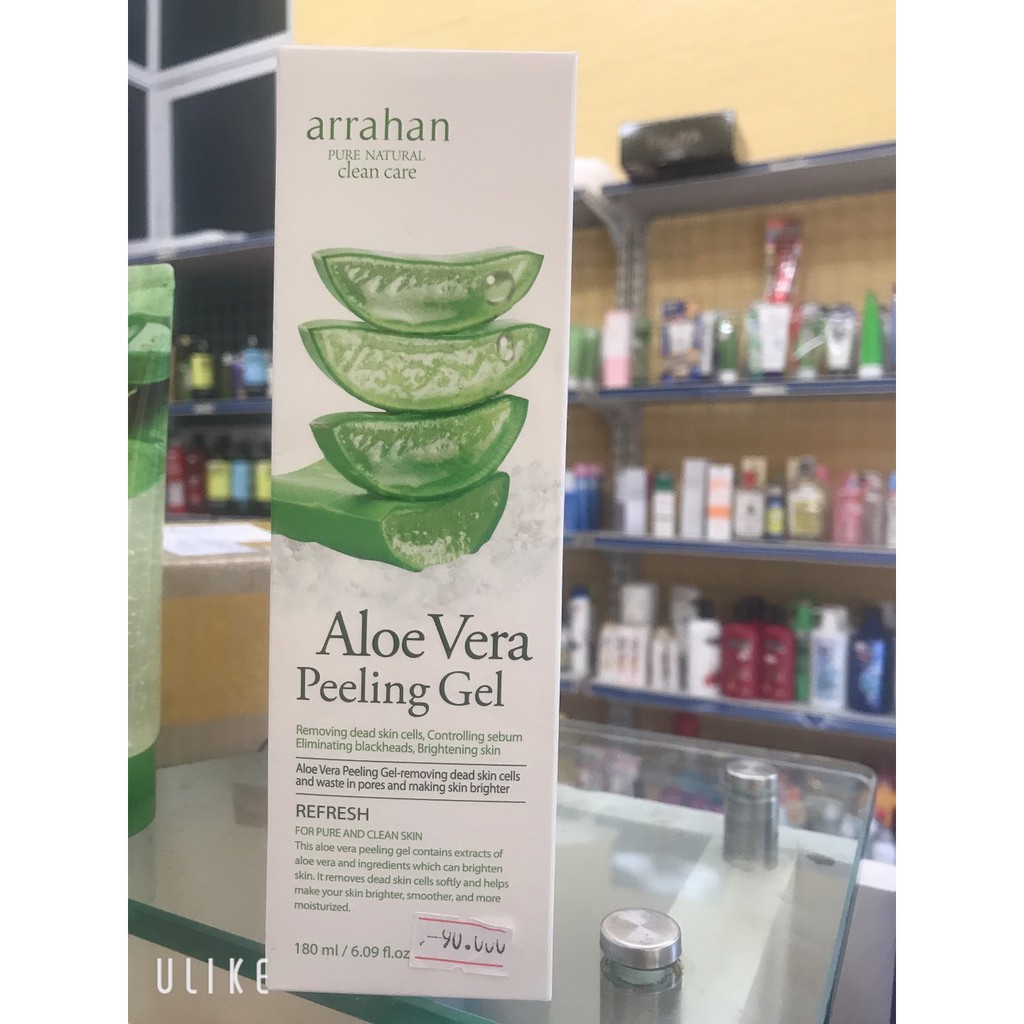 arrahan
PURE NATURAL
clean care
Aloe Vera
Peeling Gel
Removing dead skin cells, Controlling sebum
Eliminating blackheads, Brightening skin
Aloe Vera Peeling Gel-removing dead skin cells
and waste in pores and making skin brighter
REFRESH
FOR PURE AND CLEAN SKIN
This aloe vera peeling gel contains extracts of
aloe vera and ingredients which can brighten
skin. It removes dead skin cells softly and helps
make your skin brighter, smoother, and more
moisturized.
180 ml / 6.09 fl.oz
90.000
ULIKE